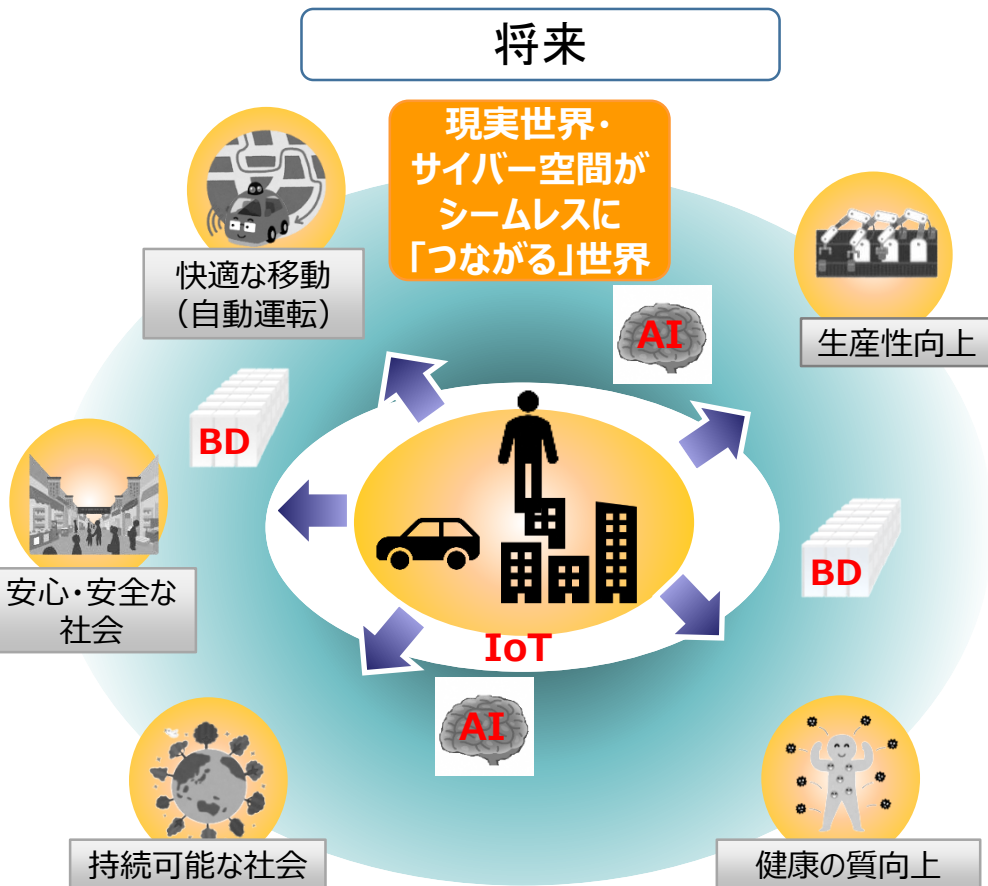 将来
現実世界・
サイバー空間が
シームレスに
「つながる」世界
快適な移動
(自動運転)
AI
生産性向上
BD
安心・安全な
社会
BD
IoT
AI
持続可能な社会
健康の質向上